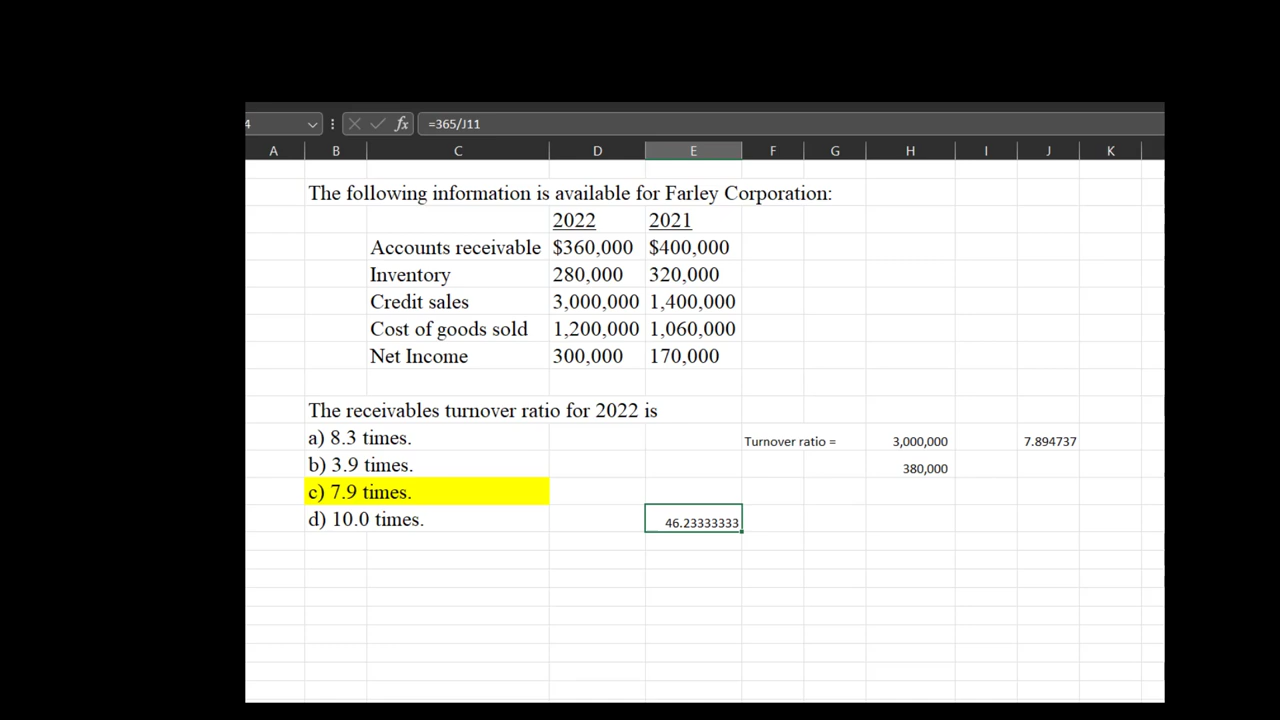 4 fx =365/J11
A B C D E F G H I J K
The following information is available for Farley Corporation:
2022 2021
Accounts receivable $360,000 $400,000
Inventory 280,000 320,000
Credit sales 3,000,000 1,400,000
Cost of goods sold 1,200,000 1,060,000
Net Income 300,000 170,000
The receivables turnover ratio for 2022 is
a) 8.3 times. Turnover ratio = 3,000,000 7.894737
b) 3.9 times. 380,000
c) 7.9 times.
d) 10.0 times. 46.23333333